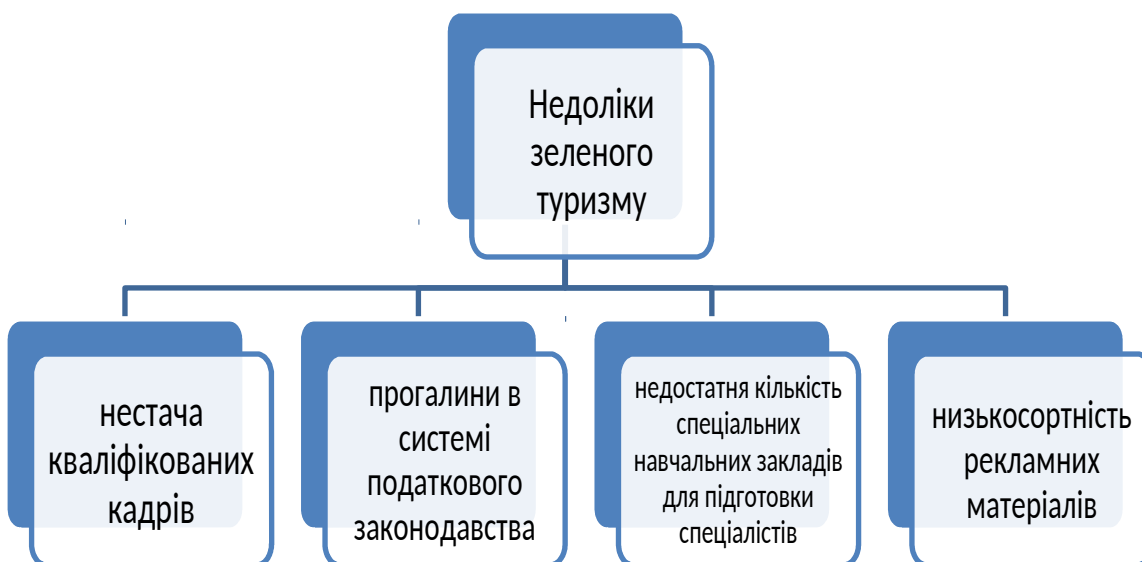 Недоліки
зеленого
туризму
нестача
кваліфікованих
кадрів
прогалини в
системі
податкового
законодавства
недостатня кількість
спеціальних
навчальних закладів
для підготовки
спеціалістів
низькосортність
рекламних
матеріалів